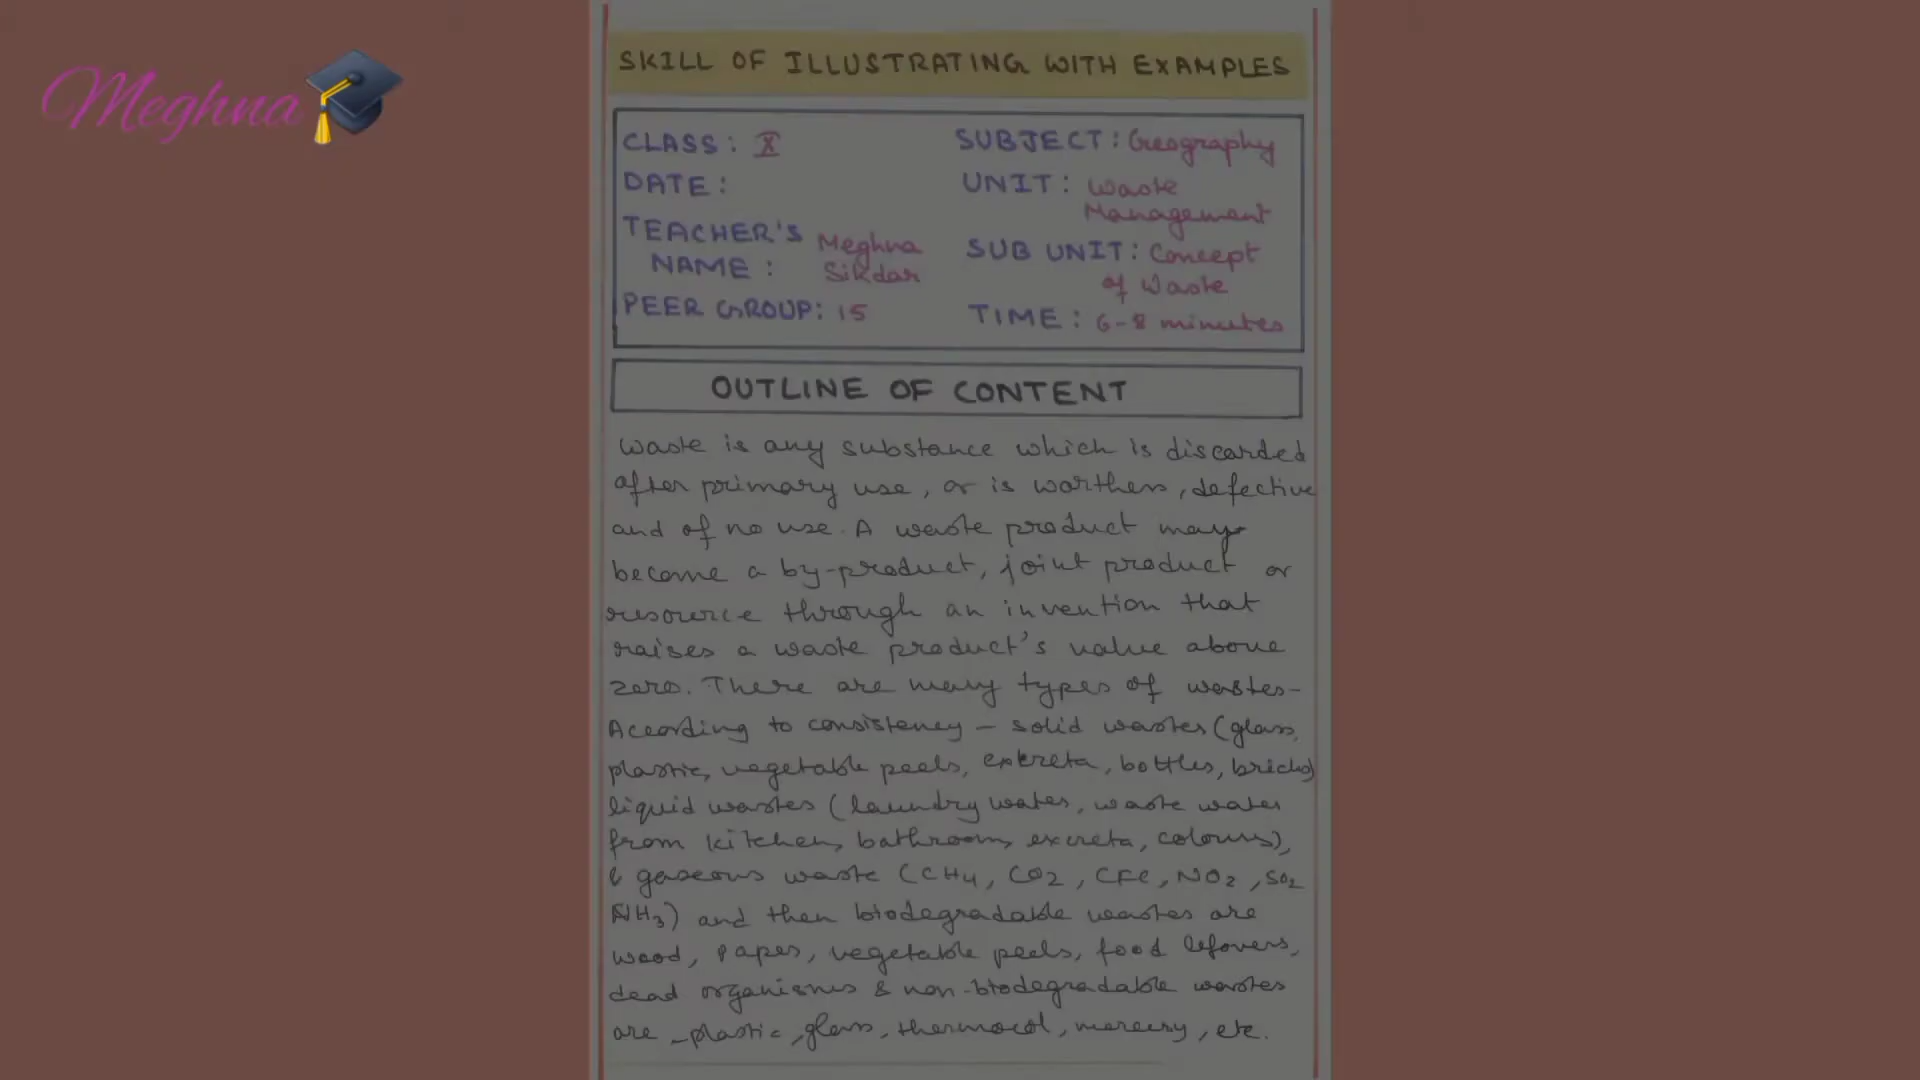 Meghna
SKILL OF ILLUSTRATING WITH EXAMPLES
CLASS: X
SUBJECT: Geography
DATE:
UNIT: Waste
Management
TEACHER'S NAME: Meghna Sikdar
SUB UNIT: Concept
of Waste
PEER GROUP: 15
TIME: 6-8 minutes
OUTLINE OF CONTENT
Waste is any substance which is discarded
after primary use, or is worthess, defective
and of no use. A waste product may
become a by-product, joint product or
resource through an invention that
raises a waste product's value above
zero. There are many types of wastes-
According to consistency - solid wastes (glass,
plastic, vegetable peels, excreta, bottles, bricks)
liquid wastes (laundry water, waste water
from kitchen, bathroom, excreta, colours),
& gaseous waste (CH4, CO2, CFC, NO2, SO2
NH3) and then biodegradable wastes are
wood, paper, vegetable peels, food lefovers,
dead organisms & non-biodegradable wastes
are - plastic, glass, thermocol, mercury, etc.